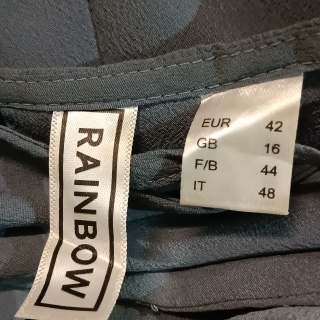 RAINBOW
EUR 42
GB 16
F/B 44
IT 48